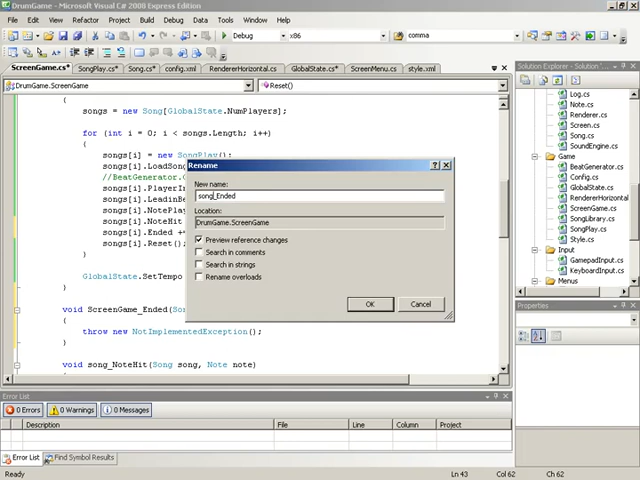 DrumGame - Microsoft Visual C# 2008 Express Edition
File Edit View Refactor Project Build Debug Data Tools Window Help
Debug x86 comma
ScreenGame.cs* SongPlay.cs* Song.cs* config.xml RendererHorizontal.cs GlobalState.cs* ScreenMenu.cs style.xml
DrumGame.ScreenGame Reset()
{
songs = new Song[GlobalState.NumPlayers];
for (int i = 0; i < songs.Length; i++)
{
songs[i] = new SongPlay();
songs[i].LoadSong
//BeatGenerator.
songs[i].PlayerIn
songs[i].LeadinBe
songs[i].NotePlay
songs[i].NoteHit
songs[i].Ended +=
songs[i].Reset();
}
GlobalState.SetTempo
void ScreenGame_Ended(So
{
throw new NotImplementedException();
}
void song_NoteHit(Song song, Note note)
Rename
New name:
song_Ended
Location:
DrumGame.ScreenGame
Preview reference changes
Search in comments
Search in strings
Rename overloads
OK Cancel
Solution Explorer - Solution '
Log.cs
Note.cs
Renderer.cs
Screen.cs
Song.cs
SoundEngine.cs
Game
BeatGenerator.cs
Config.cs
GlobalState.cs
RendererHorizontal
ScreenGame.cs
SongLibrary.cs
SongPlay.cs
Style.cs
Input
GamepadInput.cs
KeyboardInput.cs
Menus
Properties
Error List
0 Errors 0 Warnings 0 Messages
Description File Line Column Project
Error List Find Symbol Results
Ready Ln 43 Col 62 Ch 62